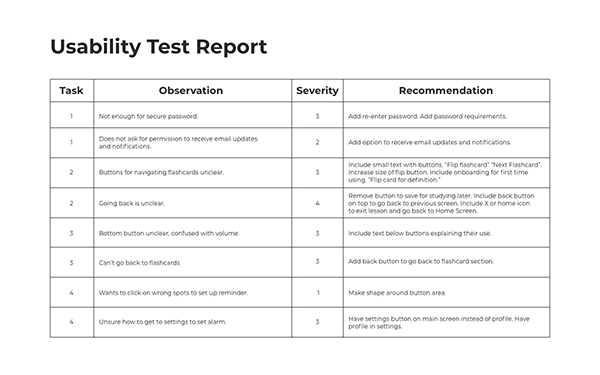 Usability Test Report
Task Observation Severity Recommendation
1 Not enough for secure password. 3 Add re-enter password. Add password requirements.
1 Does not ask for permission to receive email updates
and notifications. 2 Add option to receive email updates and notifications.
2 Buttons for navigating flashcards unclear. 3 Include small text with buttons. "Flip flashcard" "Next Flashcard".
Increase size of flip button. Include onboarding for first time
using. "Flip card for definition."
2 Going back is unclear. 4 Remove button to save for studying later. Include back button
on top to go back to previous screen. Include X or home icon
to exit lesson and go back to Home Screen.
3 Bottom button unclear, confused with volume. 3 Include text below buttons explaining their use.
3 Can't go back to flashcards 3 Add back button to go back to flashcard section.
4 Wants to click on wrong spots to set up reminder. 1 Make shape around button area.
4 Unsure how to get to settings to set alarm. 3 Have settings button on main screen instead of profile. Have
profile in settings.